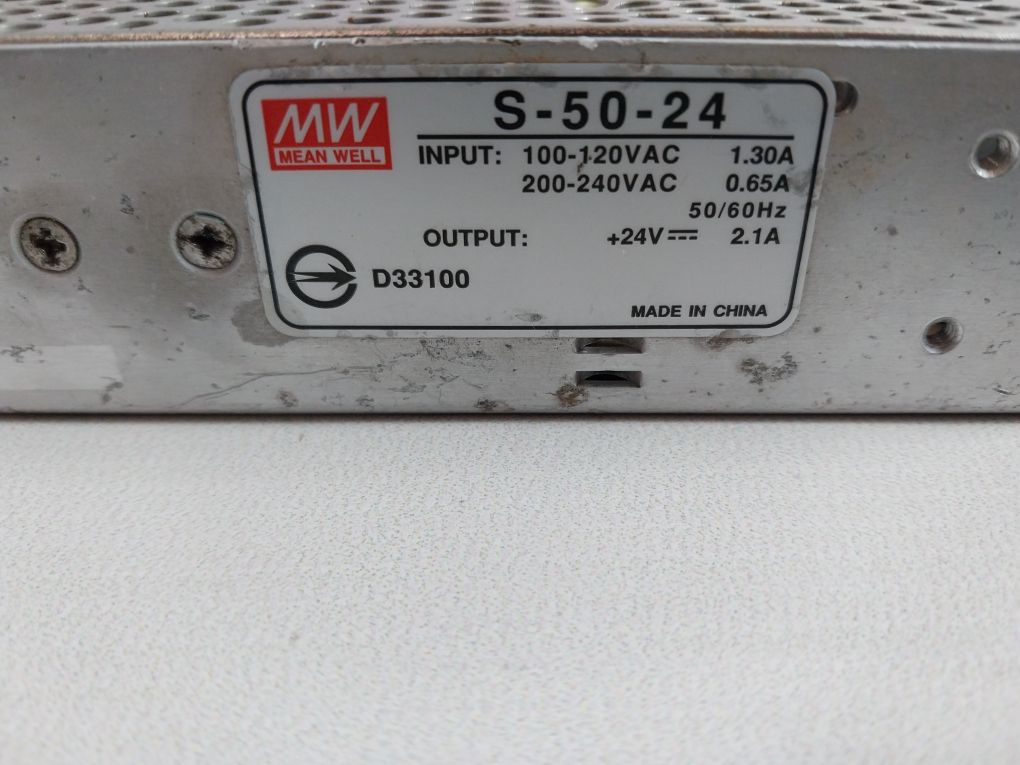 MW
MEAN WELL
S-50-24
INPUT: 100-120VAC 1.30A
200-240VAC 0.65A
50/60Hz
OUTPUT: +24V⎓ 2.1A
D33100
MADE IN CHINA